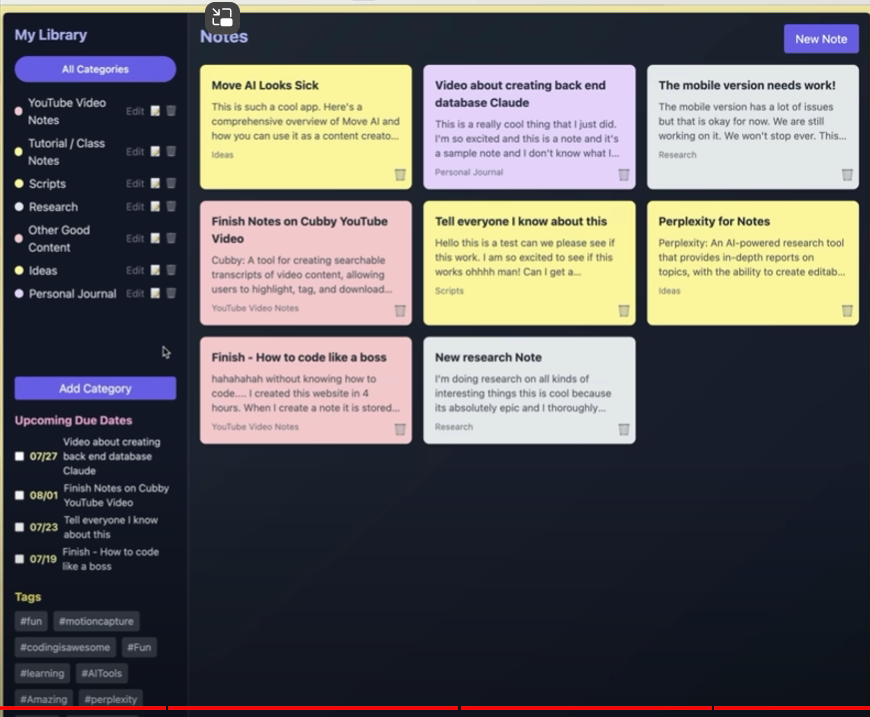 My Library
All Categories
YouTube Video
Notes
Edit
Tutorial / Class
Notes
Edit
Scripts
Edit
Research
Edit
Other Good
Content
Edit
Ideas
Edit
Personal Journal
Edit
Add Category
Upcoming Due Dates
07/27
Video about creating
back end database
Claude
08/01
Finish Notes on Cubby
YouTube Video
07/23
Tell everyone I know
about this
07/19
Finish - How to code
like a boss
Tags
#fun #motioncapture
#codingisawesome #Fun
#learning #AITools
#Amazing #perplexity
Notes
New Note
Move AI Looks Sick
This is such a cool app. Here's a
comprehensive overview of Move AI and
how you can use it as a content creato...
Ideas
Video about creating back end
database Claude
This is a really cool thing that I just did.
I'm so excited and this is a note and it's
a sample note and I don't know what I...
Personal Journal
The mobile version needs work!
The mobile version has a lot of issues
but that is okay for now. We are still
working on it. We won't stop ever. This...
Research
Finish Notes on Cubby YouTube
Video
Cubby: A tool for creating searchable
transcripts of video content, allowing
users to highlight, tag, and download...
YouTube Video Notes
Tell everyone I know about this
Hello this is a test can we please see if
this work. I am so excited to see if this
works ohhhh man! Can I get a...
Scripts
Perplexity for Notes
Perplexity: An AI-powered research tool
that provides in-depth reports on
topics, with the ability to create editab...
Ideas
Finish - How to code like a boss
hahahahah without knowing how to
code.... I created this website in 4
hours. When I create a note it is stored...
YouTube Video Notes
New research Note
I'm doing research on all kinds of
interesting things this is cool because
its absolutely epic and I thoroughly...
Research